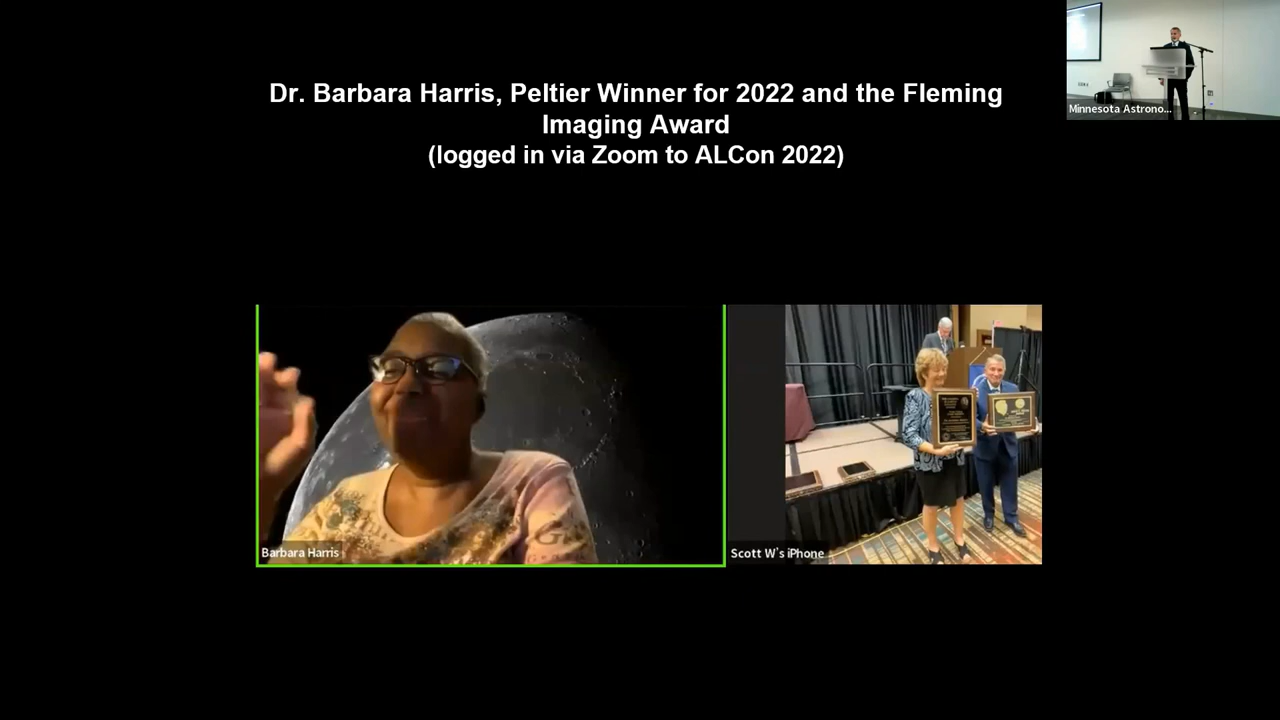 Dr. Barbara Harris, Peltier Winner for 2022 and the Fleming
Imaging Award
(logged in via Zoom to ALCon 2022)
Minnesota Astrono...
Barbara Harris
Scott W's iPhone